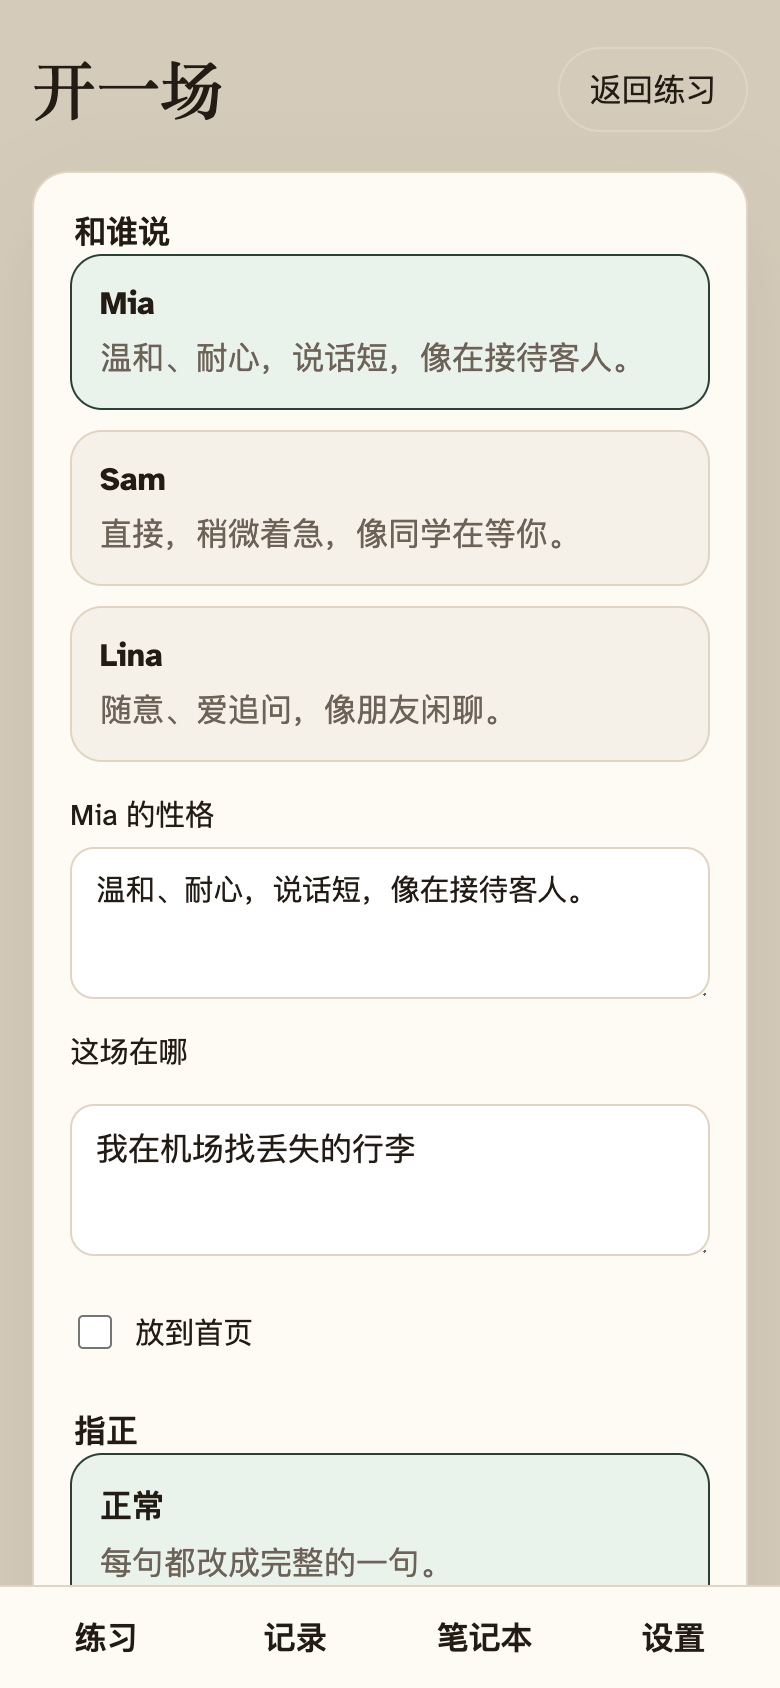 开一场
返回练习
和谁说
Mia
温和、耐心，说话短，像在接待客人。
Sam
直接，稍微着急，像同学在等你。
Lina
随意、爱追问，像朋友闲聊。
Mia 的性格
温和、耐心，说话短，像在接待客人。
这场在哪
我在机场找丢失的行李
放到首页
指正
正常
每句都改成完整的一句。
练习
记录
笔记本
设置